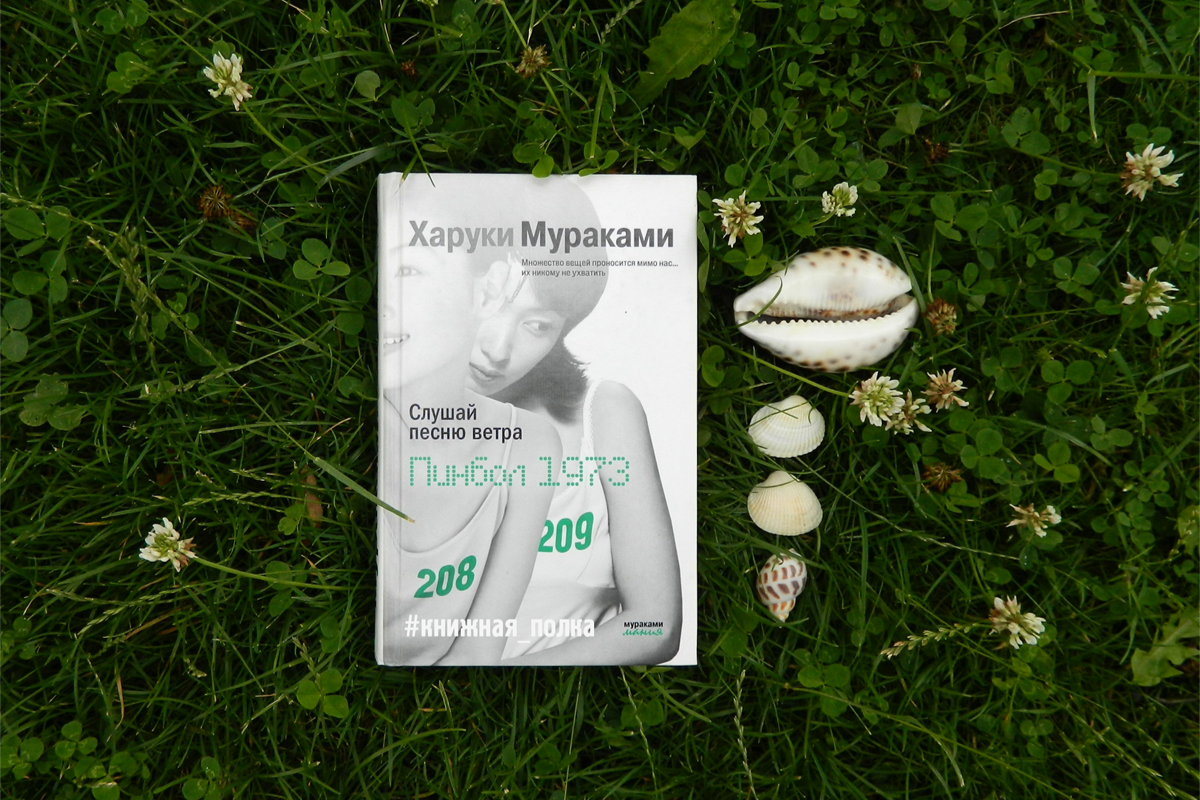 Харуки Мураками
Множество вещей проносится мимо нас...
их никому не ухватить
Слушай
песню ветра
Пинбол 1973
209
208
#книжная_полка
мураками
мания